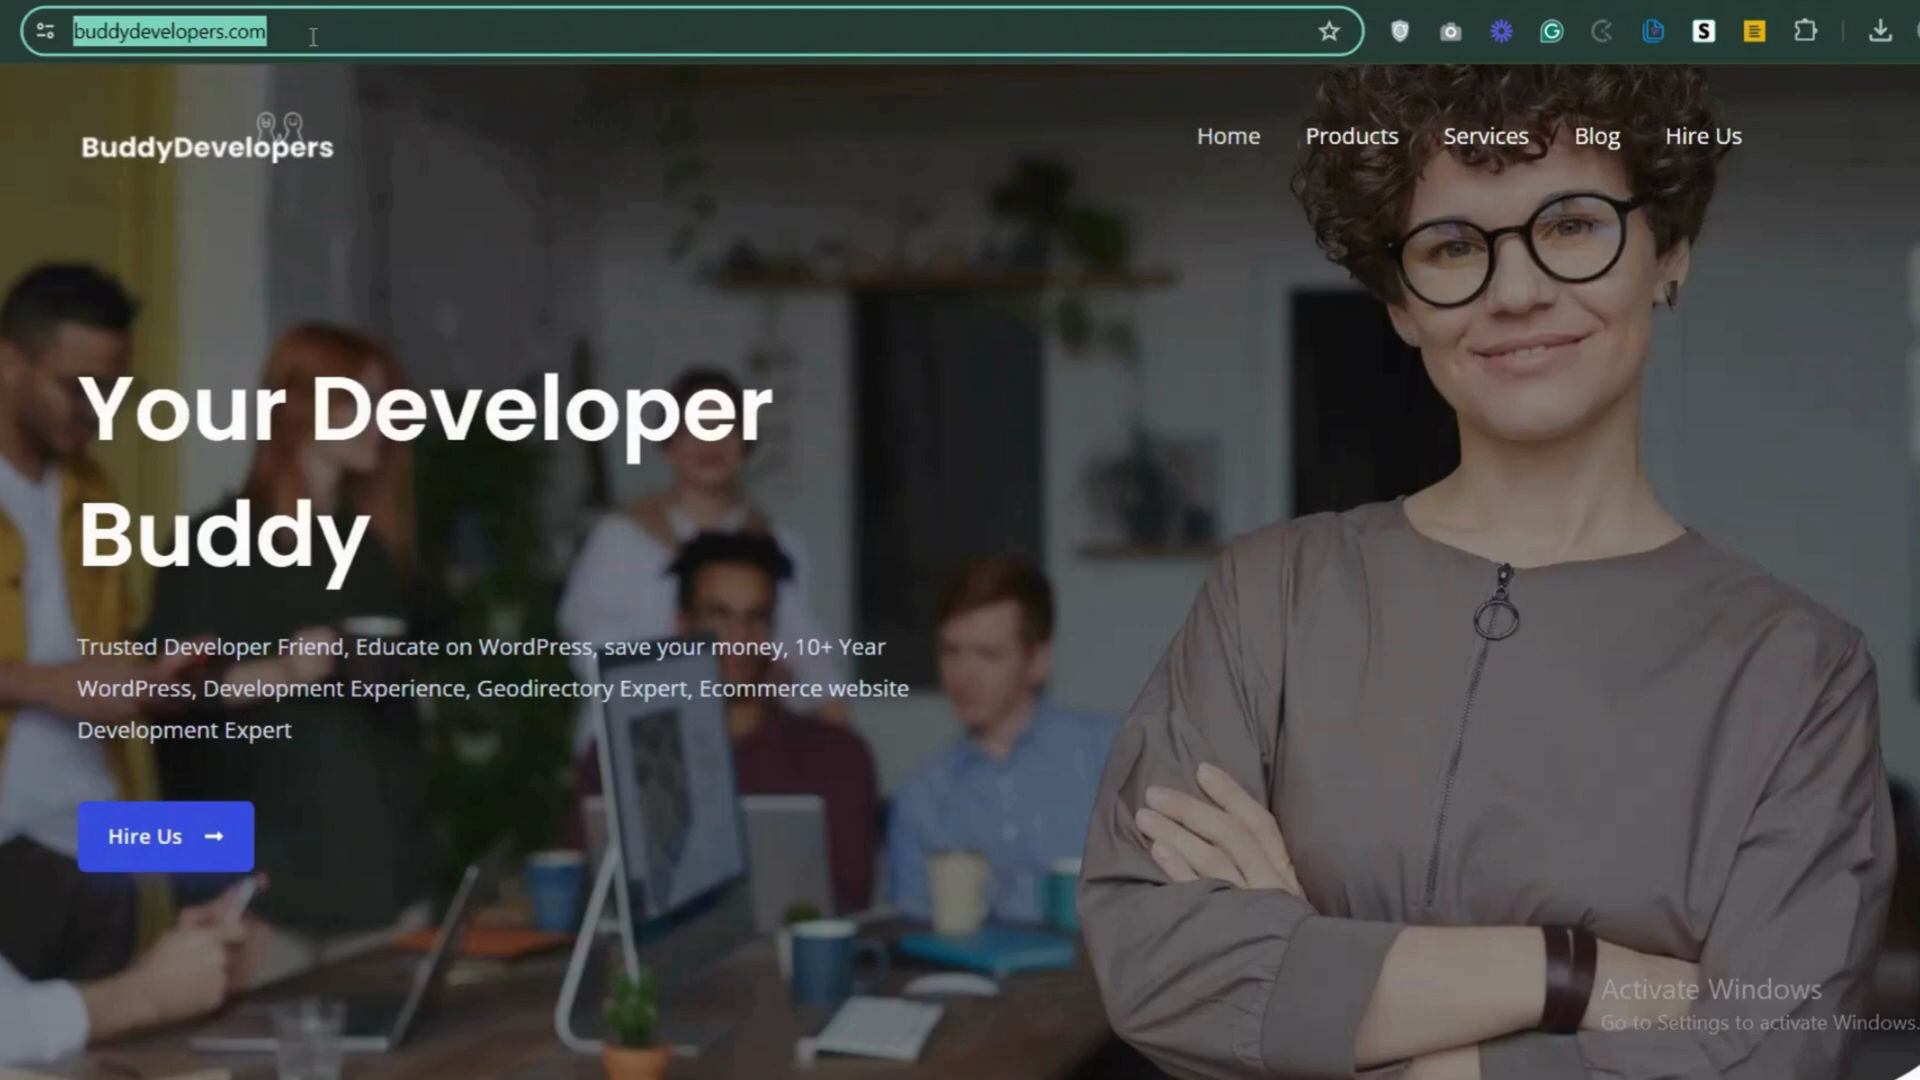 buddydevelopers.com
S
BuddyDevelopers
Home Products Services Blog Hire Us
Your Developer
Buddy
Trusted Developer Friend, Educate on WordPress, save your money, 10+ Year
WordPress, Development Experience, Geodirectory Expert, Ecommerce website
Development Expert
Hire Us →
Activate Windows
Go to Settings to activate Windows.